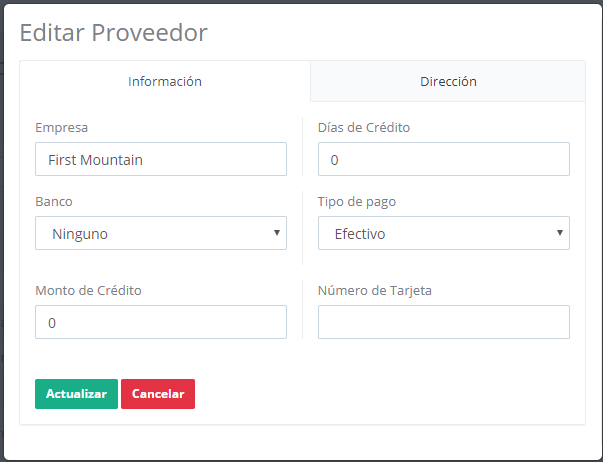 Editar Proveedor
Información Dirección
Empresa Días de Crédito
First Mountain 0
Banco Tipo de pago
Ninguno Efectivo
Monto de Crédito Número de Tarjeta
0
Actualizar Cancelar